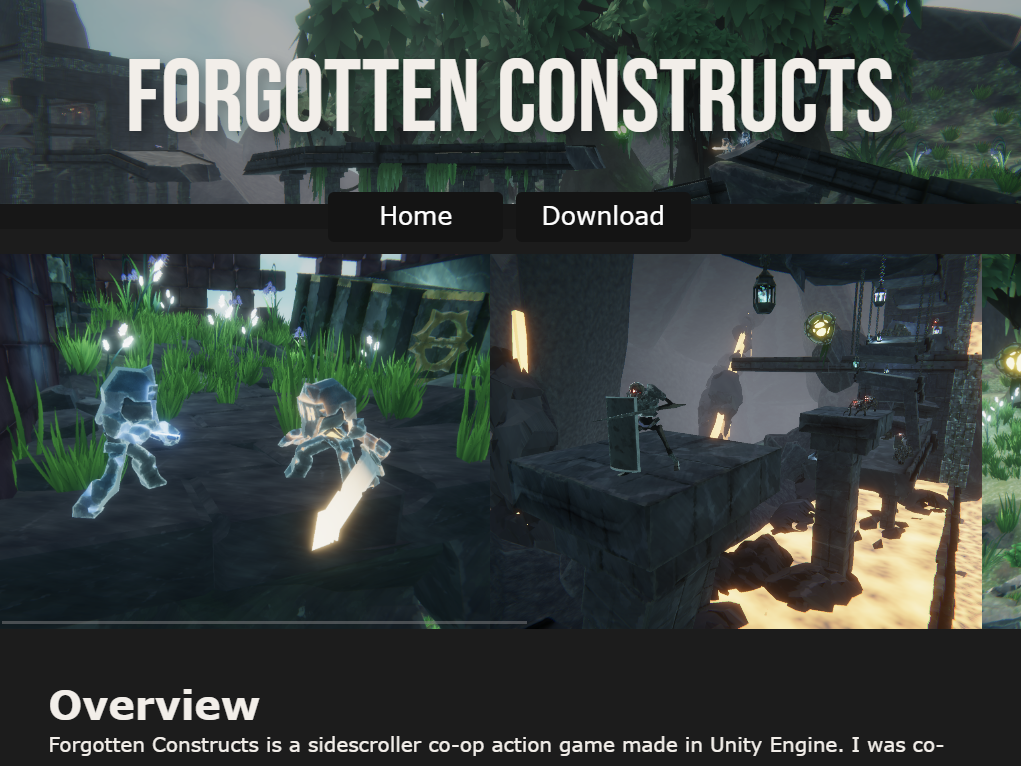 FORGOTTEN CONSTRUCTS
Home Download
Overview
Forgotten Constructs is a sidescroller co-op action game made in Unity Engine. I was co-